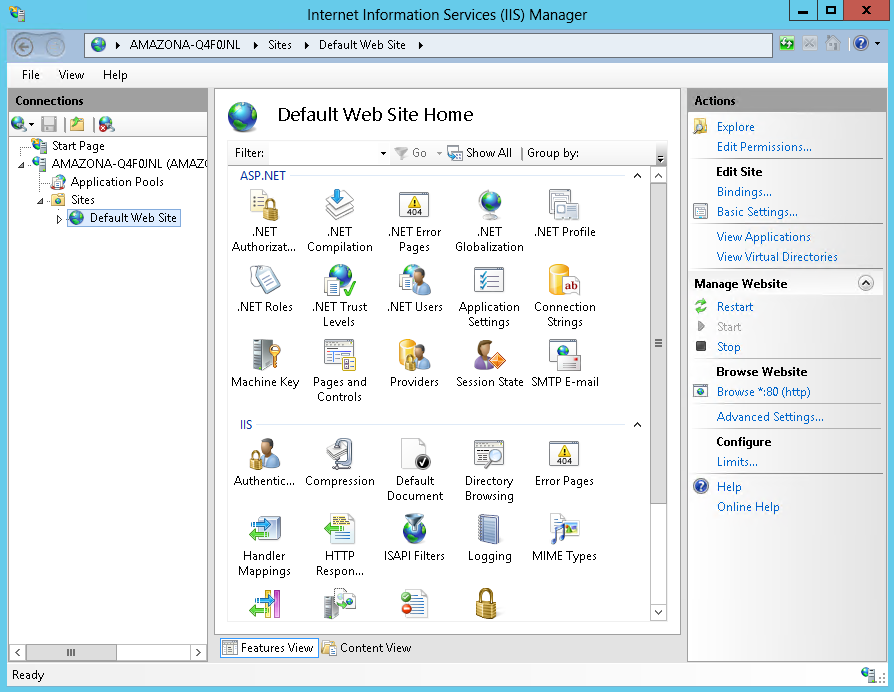 Internet Information Services (IIS) Manager
AMAZONA-Q4F0JNL Sites Default Web Site
File View Help
Connections
Start Page
AMAZONA-Q4F0JNL (AMAZO
Application Pools
Sites
Default Web Site
Default Web Site Home
Filter: Go Show All Group by:
ASP.NET
.NET Authorizat...
.NET Compilation
404
.NET Error Pages
.NET Globalization
.NET Profile
.NET Roles
.NET Trust Levels
.NET Users
Application Settings
ab
Connection Strings
Machine Key
Pages and Controls
Providers
Session State
SMTP E-mail
IIS
Authentic...
Compression
Default Document
Directory Browsing
404
Error Pages
Handler Mappings
HTTP Respon...
ISAPI Filters
Logging
MIME Types
Features View Content View
Actions
Explore
Edit Permissions...
Edit Site
Bindings...
Basic Settings...
View Applications
View Virtual Directories
Manage Website
Restart
Start
Stop
Browse Website
Browse *:80 (http)
Advanced Settings...
Configure
Limits...
Help
Online Help
Ready